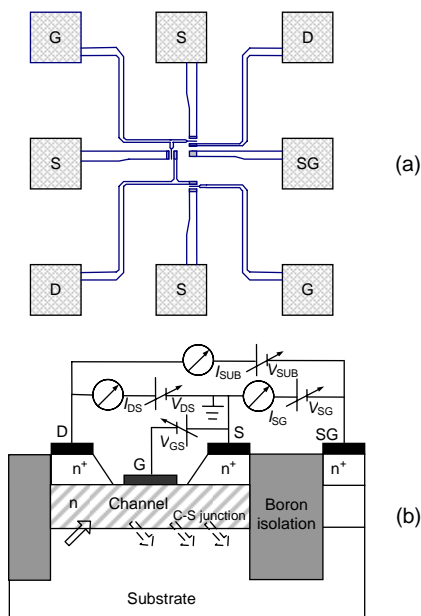 G
S
D
S
SG
(a)
D
S
G
I_SUB
V_SUB
I_DS
V_DS
I_SG
V_SG
D
G
V_GS
S
SG
n+
n+
n+
n
Channel
C-S junction
Boron
isolation
(b)
Substrate